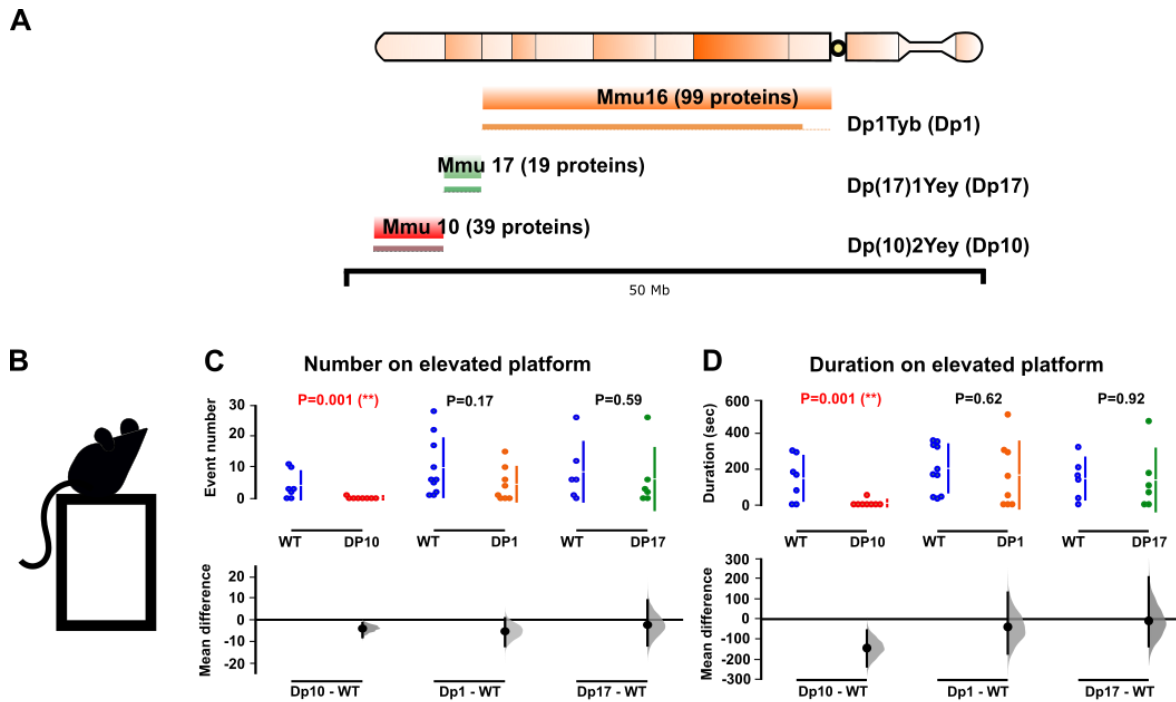 A
Mmu16 (99 proteins)
Dp1Tyb (Dp1)
Mmu 17 (19 proteins)
Dp(17)1Yey (Dp17)
Mmu 10 (39 proteins)
Dp(10)2Yey (Dp10)
50 Mb
B
C
Number on elevated platform
P=0.001 (**)
P=0.17
P=0.59
Event number
30
20
10
0
WT
DP10
WT
DP1
WT
DP17
Mean difference
20
10
0
-10
-20
Dp10 - WT
Dp1 - WT
Dp17 - WT
D
Duration on elevated platform
P=0.001 (**)
P=0.62
P=0.92
Duration (sec)
600
400
200
0
WT
DP10
WT
DP1
WT
DP17
Mean difference
300
200
100
0
-100
-200
-300
Dp10 - WT
Dp1 - WT
Dp17 - WT